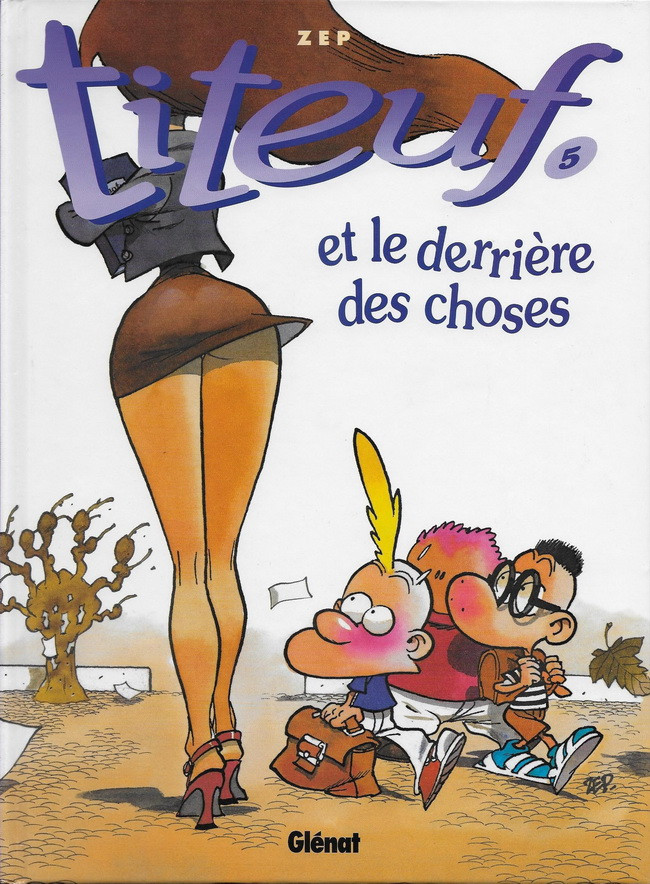 ZEP
titeuf.
5
et le derrière
des choses
ZEP.
Glénat